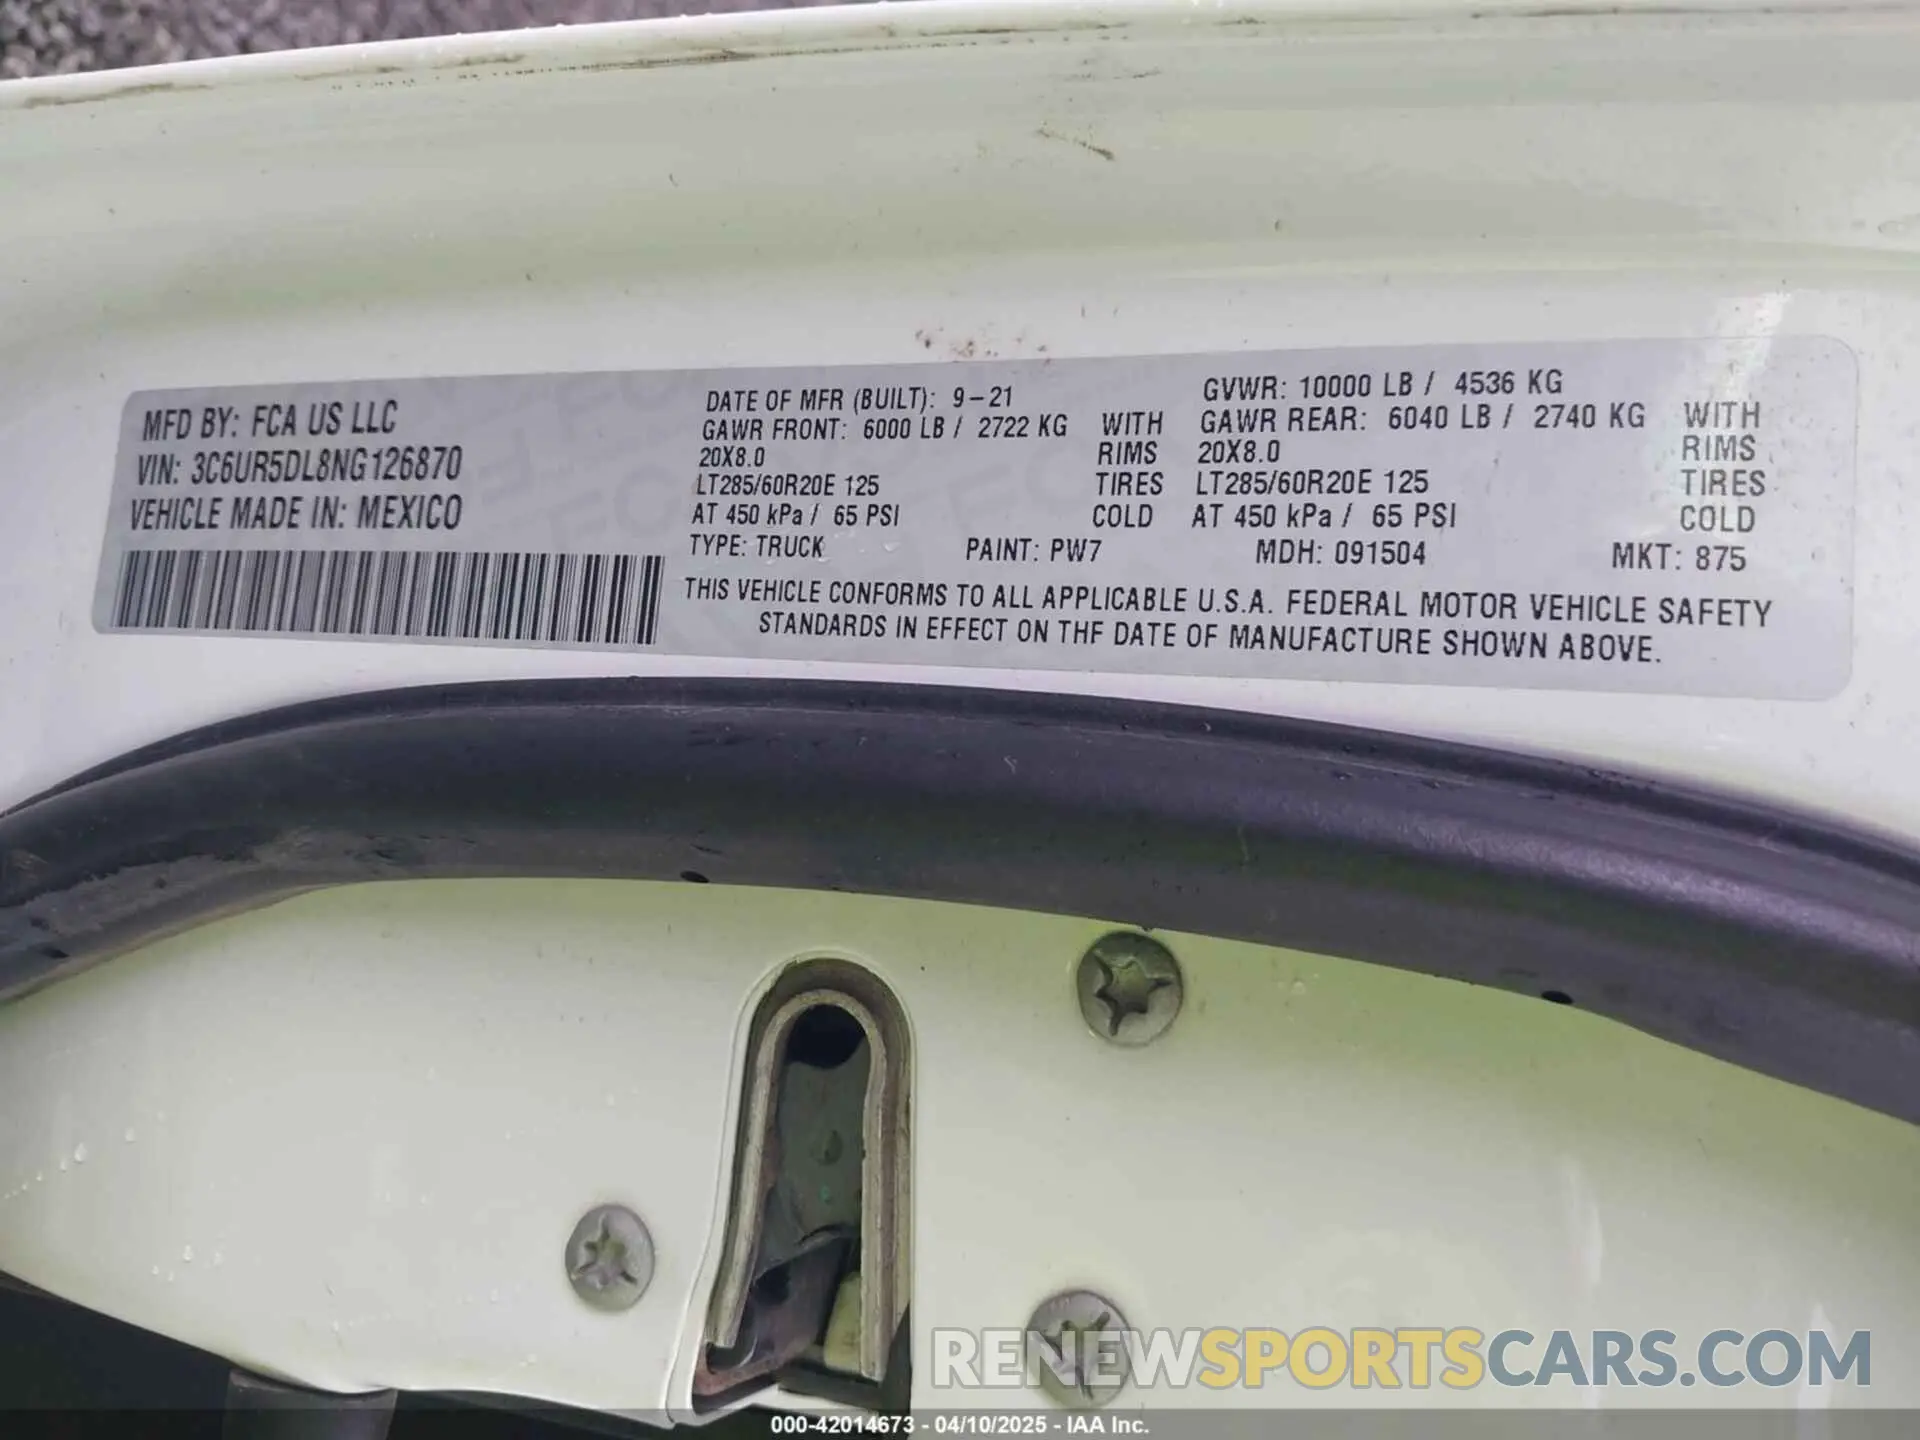 MFD BY: FCA US LLC
VIN: 3C6UR5DL8NG126870
VEHICLE MADE IN: MEXICO
DATE OF MFR (BUILT): 9-21 GVWR: 10000 LB / 4536 KG
GAWR FRONT: 6000 LB / 2722 KG WITH GAWR REAR: 6040 LB / 2740 KG WITH
20X8.0 RIMS 20X8.0 RIMS
LT285/60R20E 125 TIRES LT285/60R20E 125 TIRES
AT 450 kPa / 65 PSI COLD AT 450 kPa / 65 PSI COLD
TYPE: TRUCK PAINT: PW7 MDH: 091504 MKT: 875
THIS VEHICLE CONFORMS TO ALL APPLICABLE U.S.A. FEDERAL MOTOR VEHICLE SAFETY
STANDARDS IN EFFECT ON THE DATE OF MANUFACTURE SHOWN ABOVE.
RENEWSPORTSCARS.COM
000-42014673 - 04/10/2025 - IAA Inc.